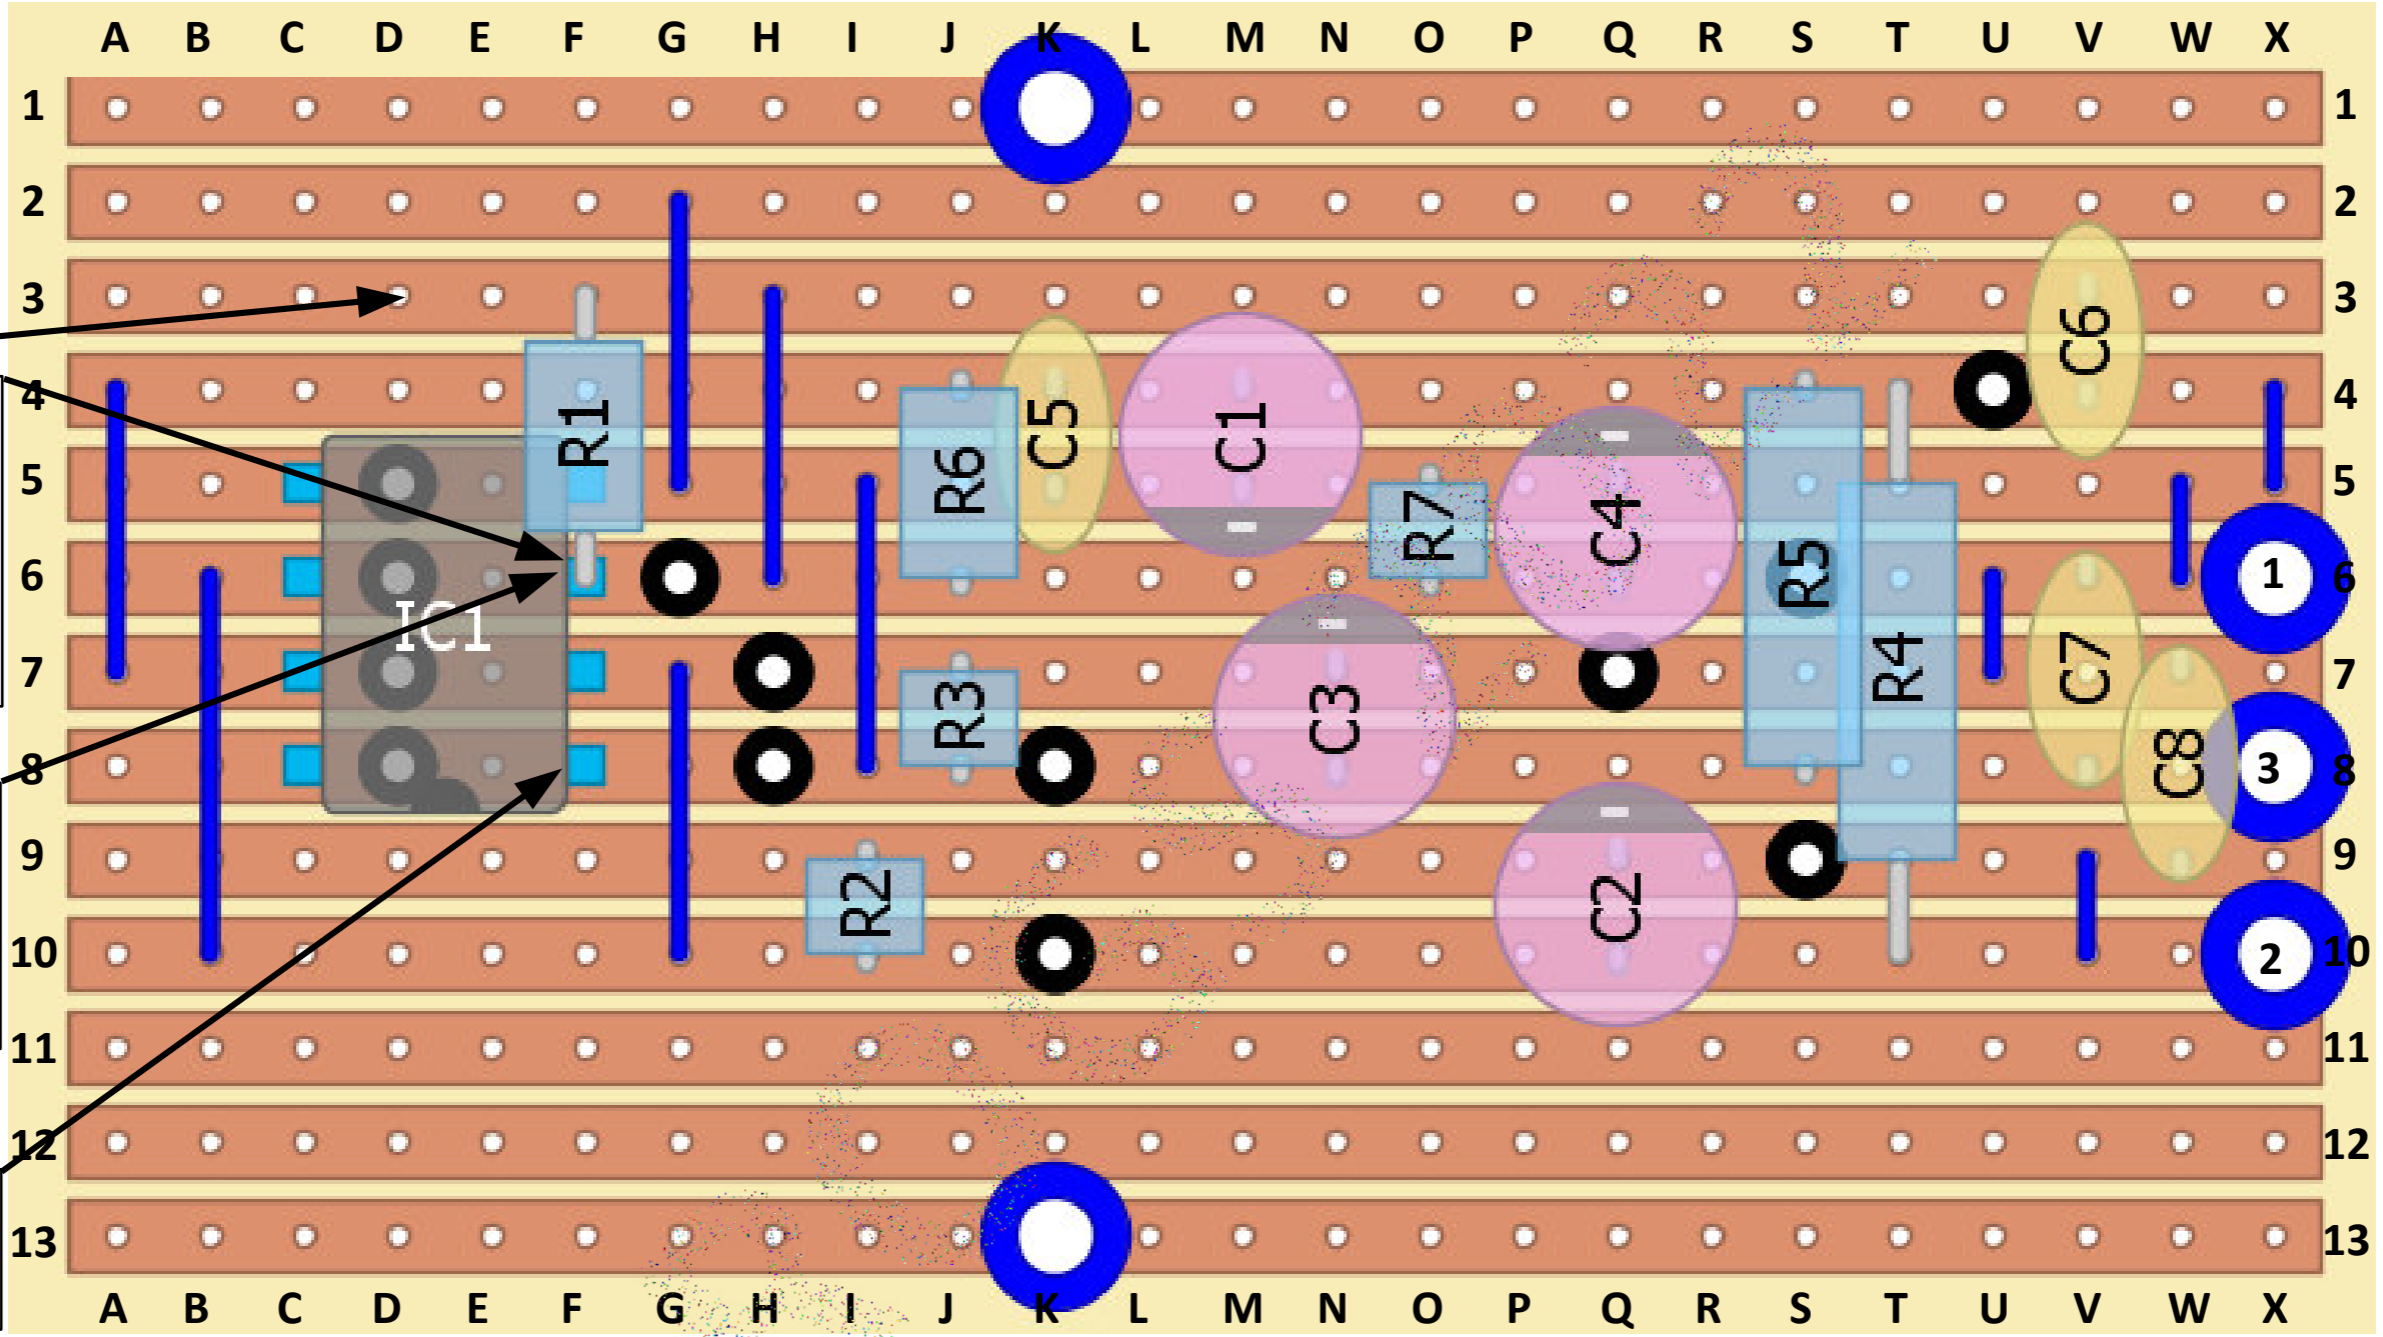 A B C D E F G H I J K L M N O P Q R S T U V W X
1 1
2 2
3 3
4 4
5 5
6 6
7 7
8 8
9 9
10 10
11 11
12 12
13 13
A B C D E F G H I J K L M N O P Q R S T U V W X
R1
IC1
R6
C5
C1
R7
C4
R5
R4
C6
C7
C8
R3
C3
R2
C2
1
3
2